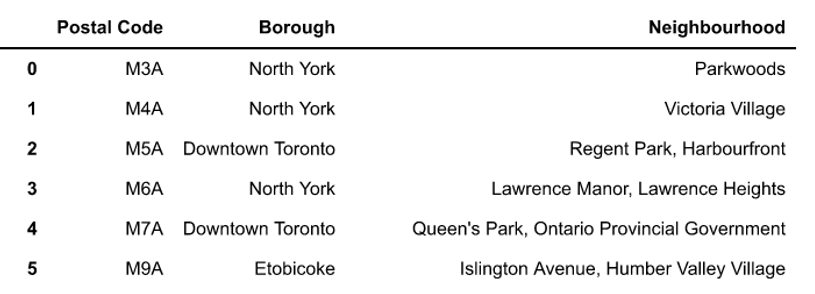 Postal Code Borough Neighbourhood
0 M3A North York Parkwoods
1 M4A North York Victoria Village
2 M5A Downtown Toronto Regent Park, Harbourfront
3 M6A North York Lawrence Manor, Lawrence Heights
4 M7A Downtown Toronto Queen's Park, Ontario Provincial Government
5 M9A Etobicoke Islington Avenue, Humber Valley Village